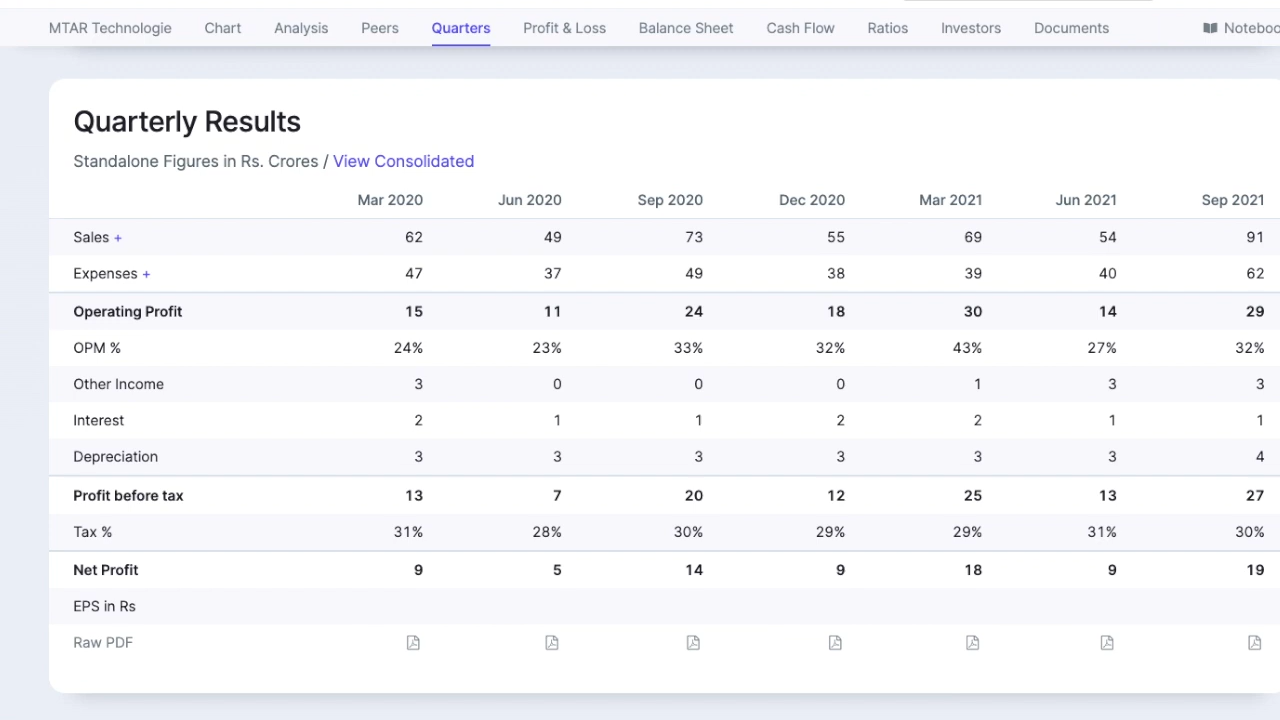 MTAR Technologie Chart Analysis Peers Quarters Profit & Loss Balance Sheet Cash Flow Ratios Investors Documents Noteboo
Quarterly Results
Standalone Figures in Rs. Crores / View Consolidated
Mar 2020 Jun 2020 Sep 2020 Dec 2020 Mar 2021 Jun 2021 Sep 2021
Sales + 62 49 73 55 69 54 91
Expenses + 47 37 49 38 39 40 62
Operating Profit 15 11 24 18 30 14 29
OPM % 24% 23% 33% 32% 43% 27% 32%
Other Income 3 0 0 0 1 3 3
Interest 2 1 1 2 2 1 1
Depreciation 3 3 3 3 3 3 4
Profit before tax 13 7 20 12 25 13 27
Tax % 31% 28% 30% 29% 29% 31% 30%
Net Profit 9 5 14 9 18 9 19
EPS in Rs
Raw PDF